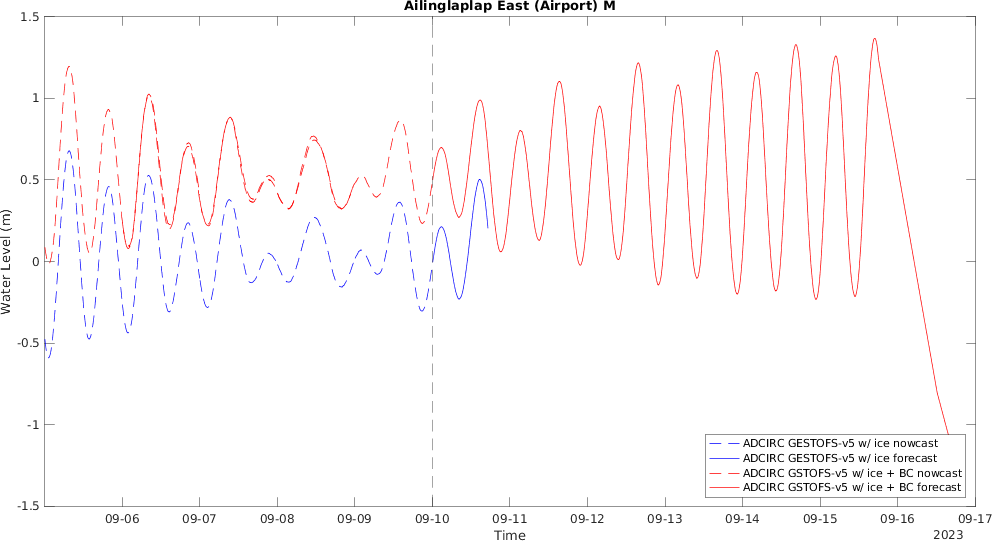 Ailinglaplap East (Airport) M
Water Level (m)
1.5
1
0.5
0
-0.5
-1
-1.5
09-06
09-07
09-08
09-09
09-10
09-11
09-12
09-13
09-14
09-15
09-16
09-17
Time
2023
ADCIRC GESTOFS-v5 w/ ice nowcast
ADCIRC GESTOFS-v5 w/ ice forecast
ADCIRC GSTOFS-v5 w/ ice + BC nowcast
ADCIRC GSTOFS-v5 w/ ice + BC forecast